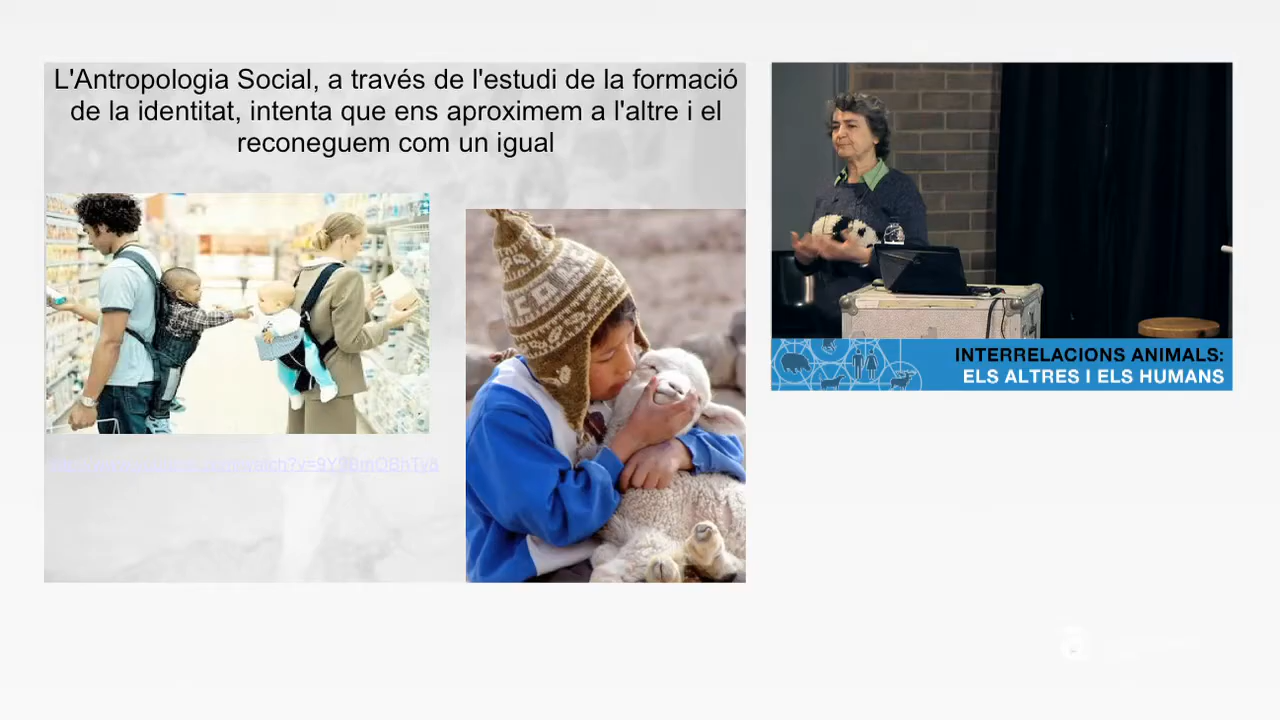 L'Antropologia Social, a través de l'estudi de la formació
de la identitat, intenta que ens aproximem a l'altre i el
reconeguem com un igual
INTERRELACIONS ANIMALS:
ELS ALTRES I ELS HUMANS